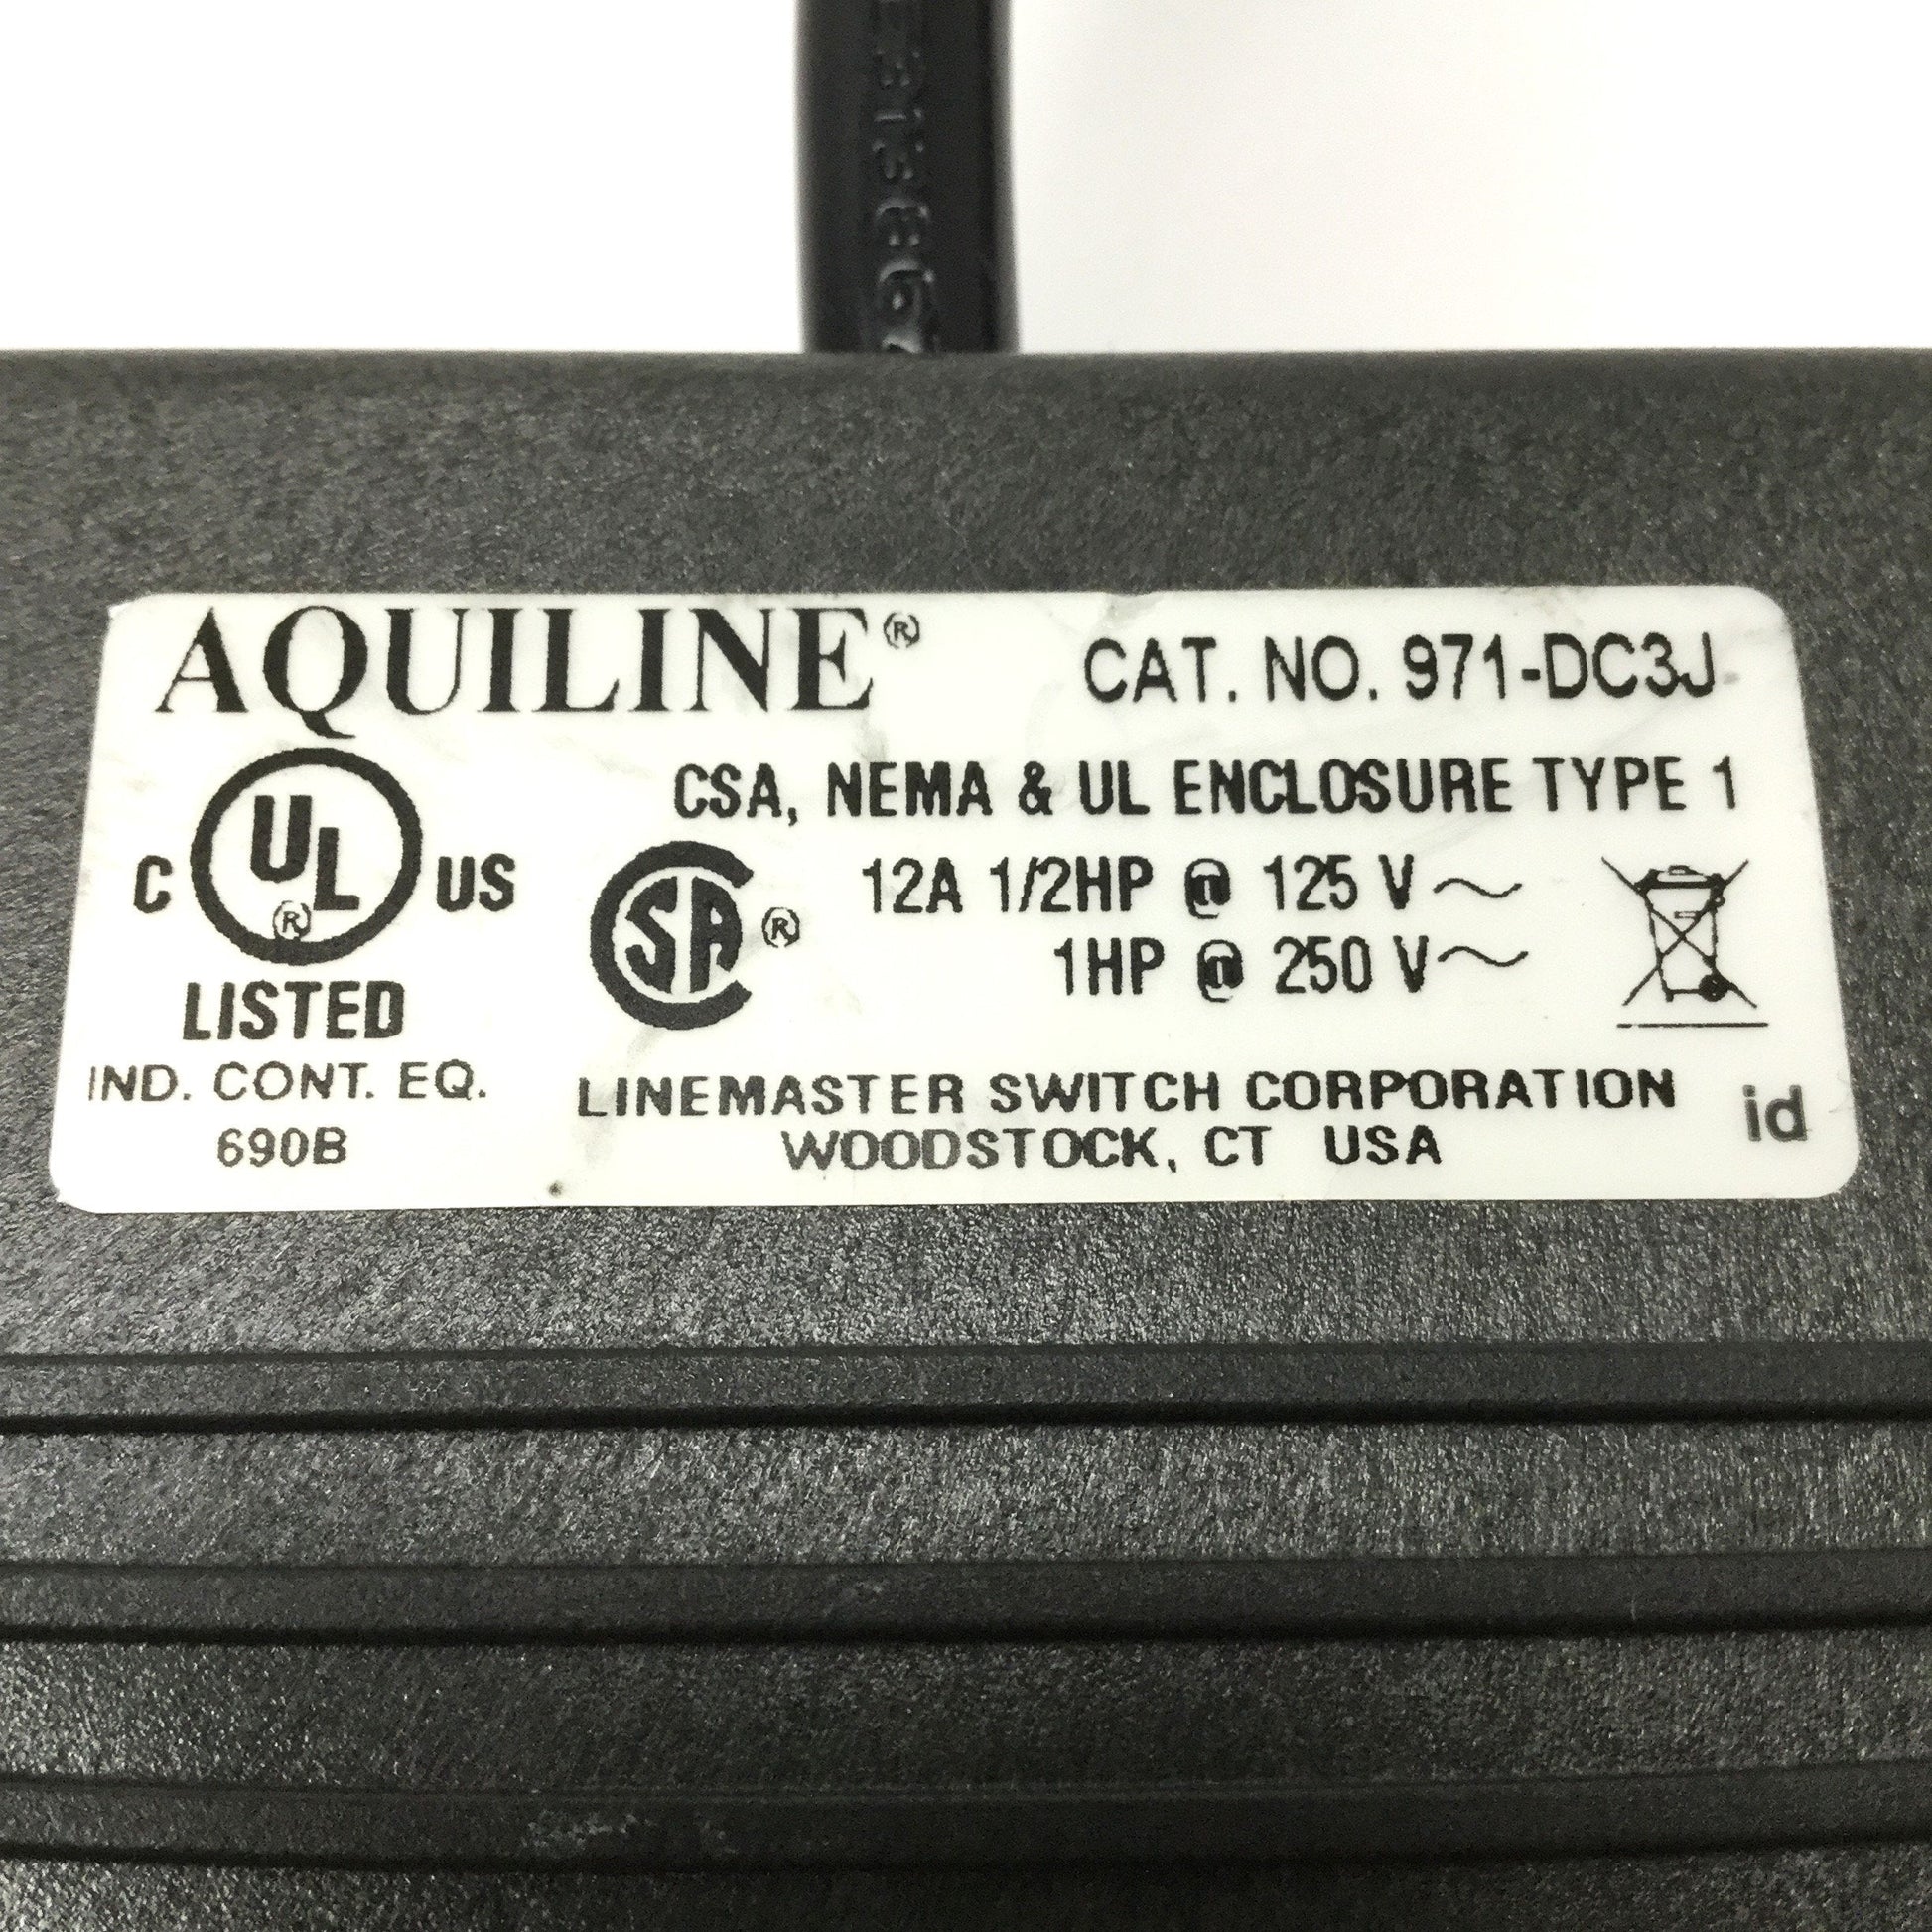 AQUILINE®
CAT. NO. 971-DC3J
CSA, NEMA & UL ENCLOSURE TYPE 1
C UL® US
LISTED
IND. CONT. EQ.
690B
SA®
12A 1/2HP @ 125 V~
1HP @ 250 V~
LINEMASTER SWITCH CORPORATION
WOODSTOCK, CT USA
id